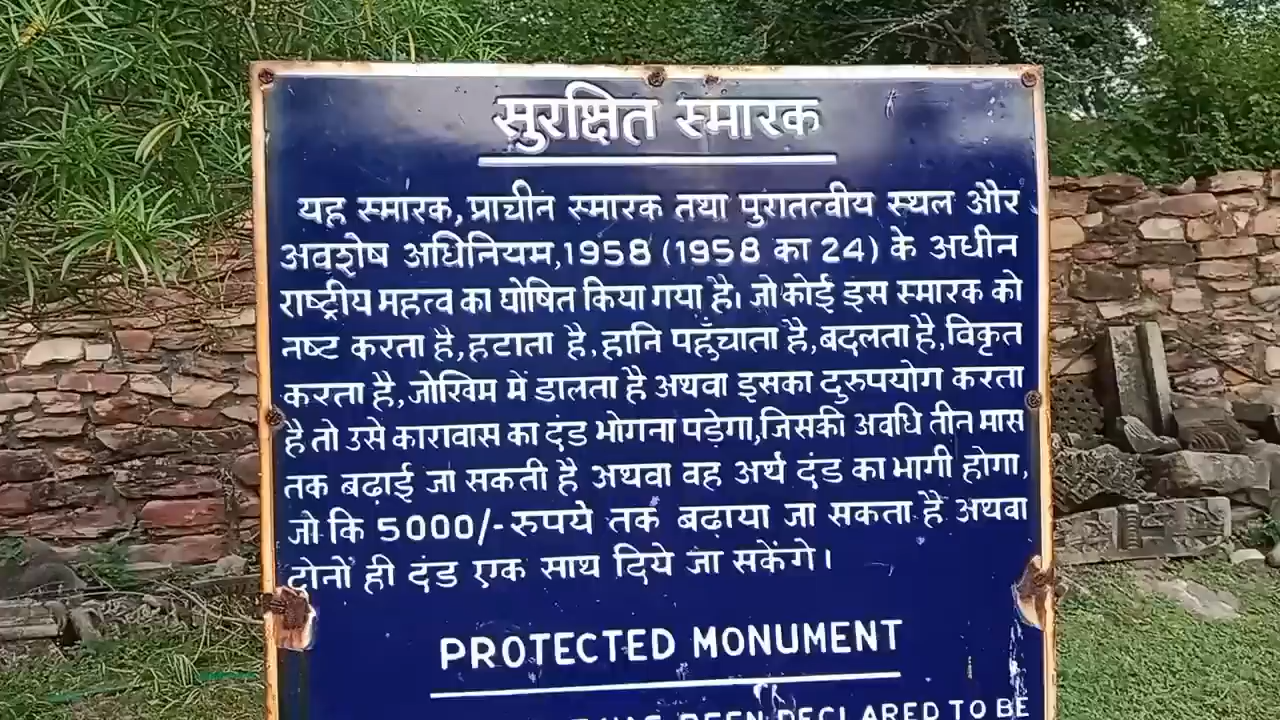 सुरक्षित स्मारक
यह स्मारक, प्राचीन स्मारक तथा पुरातत्वीय स्थल और
अवशेष अधिनियम, 1958 (1958 का 24) के अधीन
राष्ट्रीय महत्व का घोषित किया गया है। जो कोई इस स्मारक को
नष्ट करता है, हटाता है, हानि पहुँचाता है, बदलता है, विकृत
करता है, जोखिम में डालता है अथवा इसका दुरुपयोग करता
है तो उसे कारावास का दंड भोगना पड़ेगा, जिसकी अवधि तीन मास
तक बढ़ाई जा सकती है अथवा वह अर्थ दंड का भागी होगा,
जो कि 5000/- रुपये तक बढ़ाया जा सकता है अथवा
दोनों ही दंड एक साथ दिये जा सकेंगे।
PROTECTED MONUMENT
HAS BEEN DECLARED TO BE